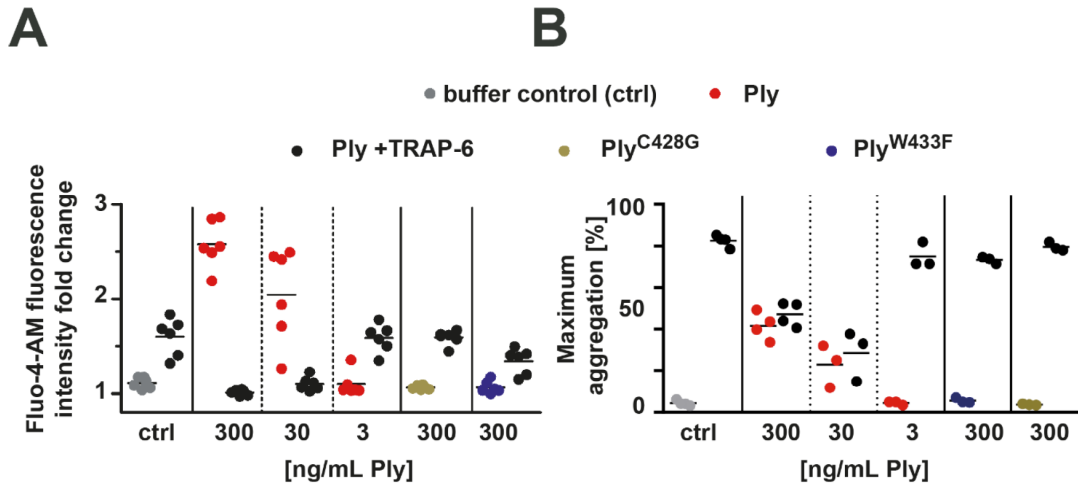 A
B
buffer control (ctrl)
Ply
Ply +TRAP-6
Ply^C428G
Ply^W433F
Fluo-4-AM fluorescence
intensity fold change
3
2
1
ctrl
300
30
3
300
300
[ng/mL Ply]
Maximum
aggregation [%]
100
50
0
ctrl
300
30
3
300
300
[ng/mL Ply]